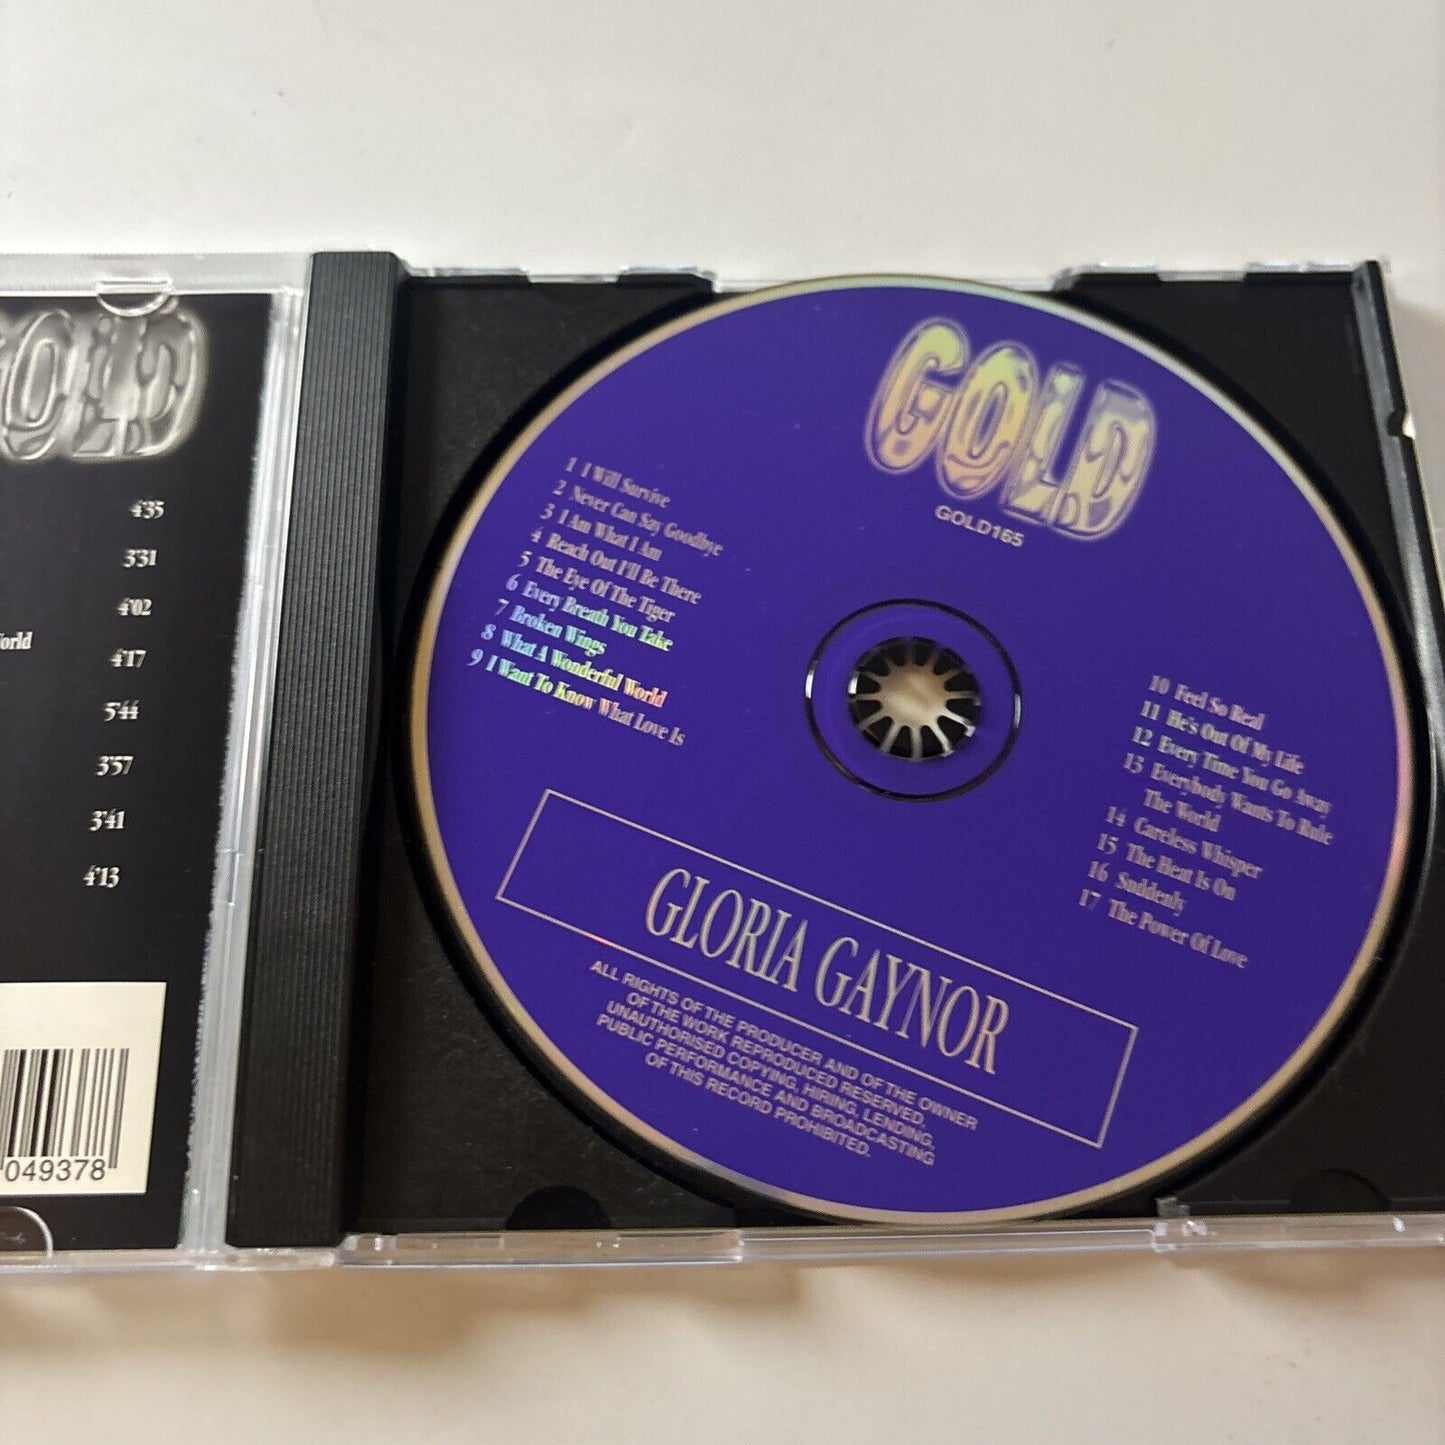 GOLD
4'35
3'31
4'02
World
4'17
5'44
3'57
3'41
4'13
049378
GOLD
GOLD165
1 I Will Survive
2 Never Can Say Goodbye
3 I Am What I Am
4 Reach Out I'll Be There
5 The Eye Of The Tiger
6 Every Breath You Take
7 Broken Wings
8 What A Wonderful World
9 I Want To Know What Love Is
10 Feel So Real
11 He's Out Of My Life
12 Every Time You Go Away
13 Everybody Wants To Rule
The World
14 Careless Whisper
15 The Heat Is On
16 Suddenly
17 The Power Of Love
GLORIA GAYNOR
ALL RIGHTS OF THE PRODUCER AND OF THE OWNER
OF THE WORK REPRODUCED RESERVED.
UNAUTHORISED COPYING, HIRING, LENDING,
PUBLIC PERFORMANCE AND BROADCASTING
OF THIS RECORD PROHIBITED.